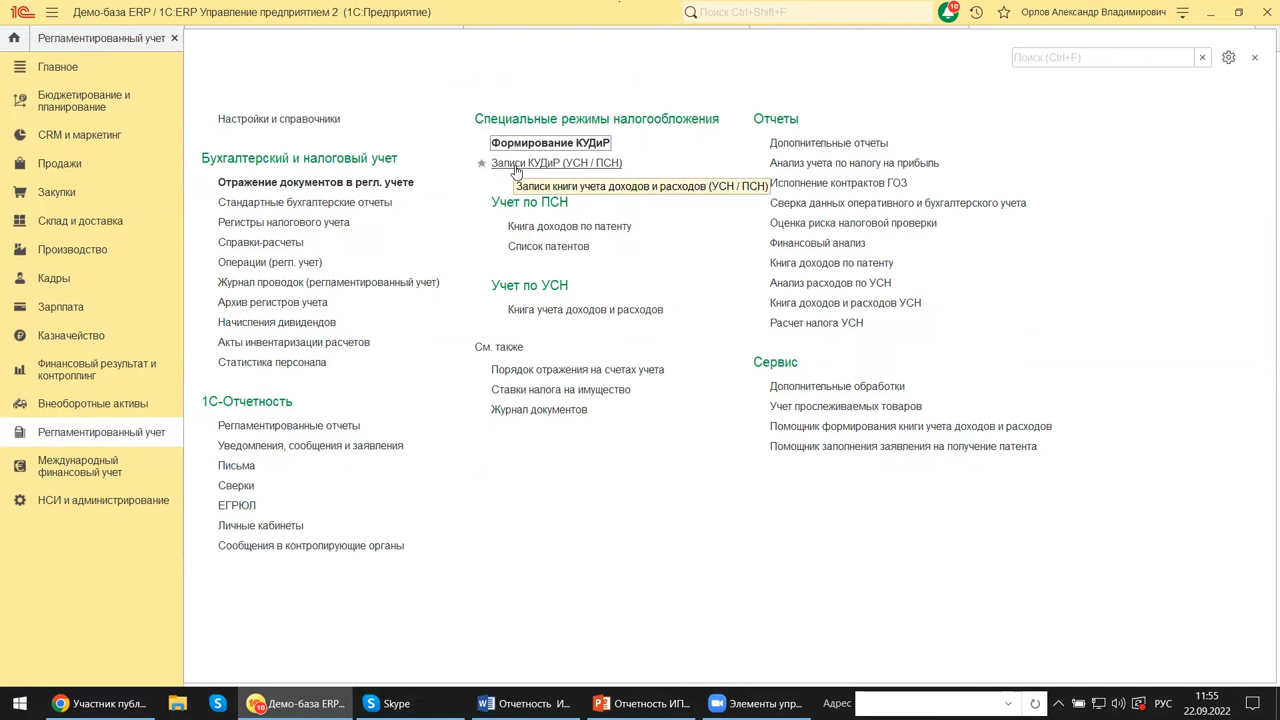 Демо-база ERP / 1С:ERP Управление предприятием 2 (1С:Предприятие)
Поиск Ctrl+Shift+F
10
Орлов Александр Владимирович
Регламентированный учет
Поиск (Ctrl+F)
Главное
Бюджетирование и
планирование
CRM и маркетинг
Продажи
Закупки
Склад и доставка
Производство
Кадры
Зарплата
Казначейство
Финансовый результат и
контроллинг
Внеоборотные активы
Регламентированный учет
Международный
финансовый учет
НСИ и администрирование
Настройки и справочники
Бухгалтерский и налоговый учет
Отражение документов в регл. учете
Стандартные бухгалтерские отчеты
Регистры налогового учета
Справки-расчеты
Операции (регл. учет)
Журнал проводок (регламентированный учет)
Архив регистров учета
Начисления дивидендов
Акты инвентаризации расчетов
Статистика персонала
1С-Отчетность
Регламентированные отчеты
Уведомления, сообщения и заявления
Письма
Сверки
ЕГРЮЛ
Личные кабинеты
Сообщения в контролирующие органы
Специальные режимы налогообложения
Формирование КУДиР
Записи КУДиР (УСН / ПСН)
Записи книги учета доходов и расходов (УСН / ПСН)
Учет по ПСН
Книга доходов по патенту
Список патентов
Учет по УСН
Книга учета доходов и расходов
См. также
Порядок отражения на счетах учета
Ставки налога на имущество
Журнал документов
Отчеты
Дополнительные отчеты
Анализ учета по налогу на прибыль
Исполнение контрактов ГОЗ
Сверка данных оперативного и бухгалтерского учета
Оценка риска налоговой проверки
Финансовый анализ
Книга доходов по патенту
Анализ расходов по УСН
Книга доходов и расходов УСН
Расчет налога УСН
Сервис
Дополнительные обработки
Учет прослеживаемых товаров
Помощник формирования книги учета доходов и расходов
Помощник заполнения заявления на получение патента
Участник публ...
Демо-база ERP...
10
Skype
Отчетность И...
Отчетность ИП...
Элементы упр...
Адрес
РУС
11:55
22.09.2022